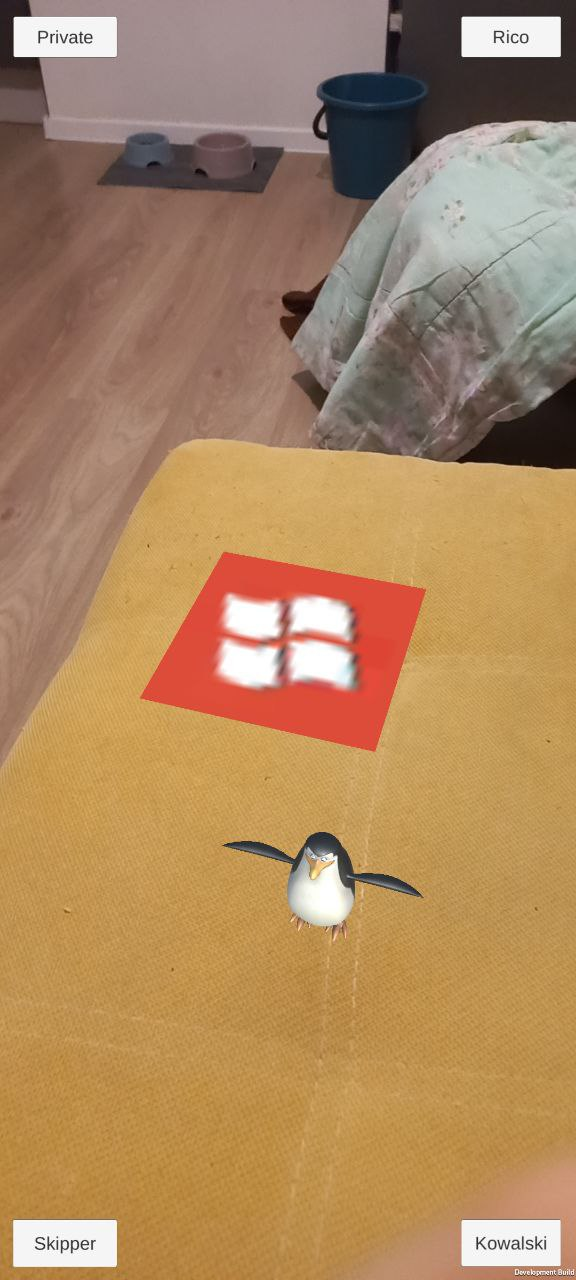 Private
Rico
Skipper
Kowalski
Development Build